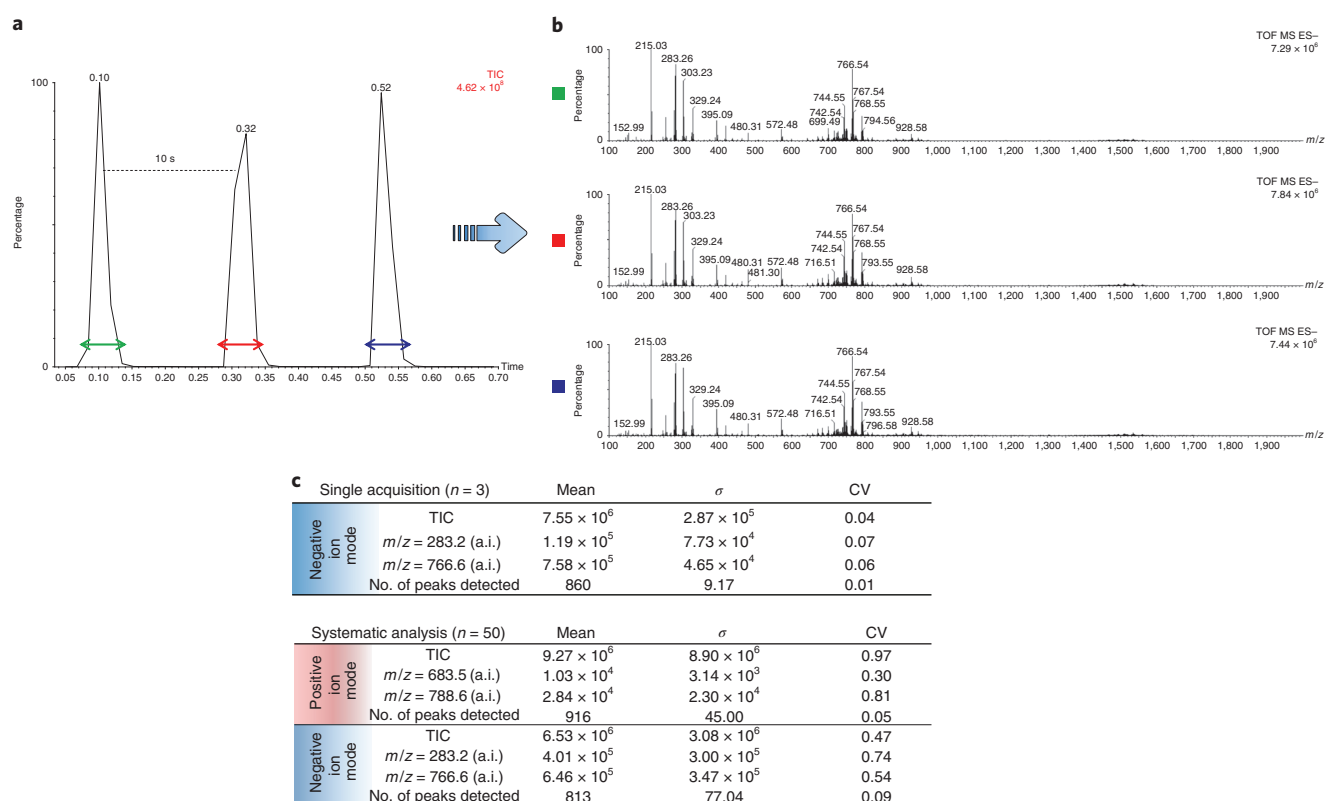 a
TIC
4.62 × 10⁸
100
0
Percentage
0.10
0.32
0.52
10 s
0.05 0.10 0.15 0.20 0.25 0.30 0.35 0.40 0.45 0.50 0.55 0.60 0.65 0.70
Time
b
TOF MS ES–
7.29 × 10⁶
100
0
Percentage
152.99 215.03 283.26 303.23 329.24 395.09 480.31 572.48 699.49 742.54 744.55 766.54 767.54 768.55 794.56 928.58
100 200 300 400 500 600 700 800 900 1,000 1,100 1,200 1,300 1,400 1,500 1,600 1,700 1,800 1,900 m/z
TOF MS ES–
7.84 × 10⁶
100
0
Percentage
152.99 215.03 283.26 303.23 329.24 395.09 480.31 481.30 572.48 716.51 742.54 744.55 766.54 767.54 768.55 793.55 928.58
100 200 300 400 500 600 700 800 900 1,000 1,100 1,200 1,300 1,400 1,500 1,600 1,700 1,800 1,900 m/z
TOF MS ES–
7.44 × 10⁶
100
0
Percentage
152.99 215.03 283.26 329.24 395.09 480.31 572.48 716.51 742.54 744.55 766.54 767.54 768.55 793.55 796.58 928.58
100 200 300 400 500 600 700 800 900 1,000 1,100 1,200 1,300 1,400 1,500 1,600 1,700 1,800 1,900 m/z
c
Single acquisition (n = 3) Mean σ CV
Negative
ion
mode
TIC 7.55 × 10⁶ 2.87 × 10⁵ 0.04
m/z = 283.2 (a.i.) 1.19 × 10⁵ 7.73 × 10⁴ 0.07
m/z = 766.6 (a.i.) 7.58 × 10⁵ 4.65 × 10⁴ 0.06
No. of peaks detected 860 9.17 0.01
Systematic analysis (n = 50) Mean σ CV
Positive
ion
mode
TIC 9.27 × 10⁶ 8.90 × 10⁶ 0.97
m/z = 683.5 (a.i.) 1.03 × 10⁴ 3.14 × 10³ 0.30
m/z = 788.6 (a.i.) 2.84 × 10⁴ 2.30 × 10⁴ 0.81
No. of peaks detected 916 45.00 0.05
Negative
ion
mode
TIC 6.53 × 10⁶ 3.08 × 10⁶ 0.47
m/z = 283.2 (a.i.) 4.01 × 10⁵ 3.00 × 10⁵ 0.74
m/z = 766.6 (a.i.) 6.46 × 10⁵ 3.47 × 10⁵ 0.54
No. of peaks detected 813 77.04 0.09